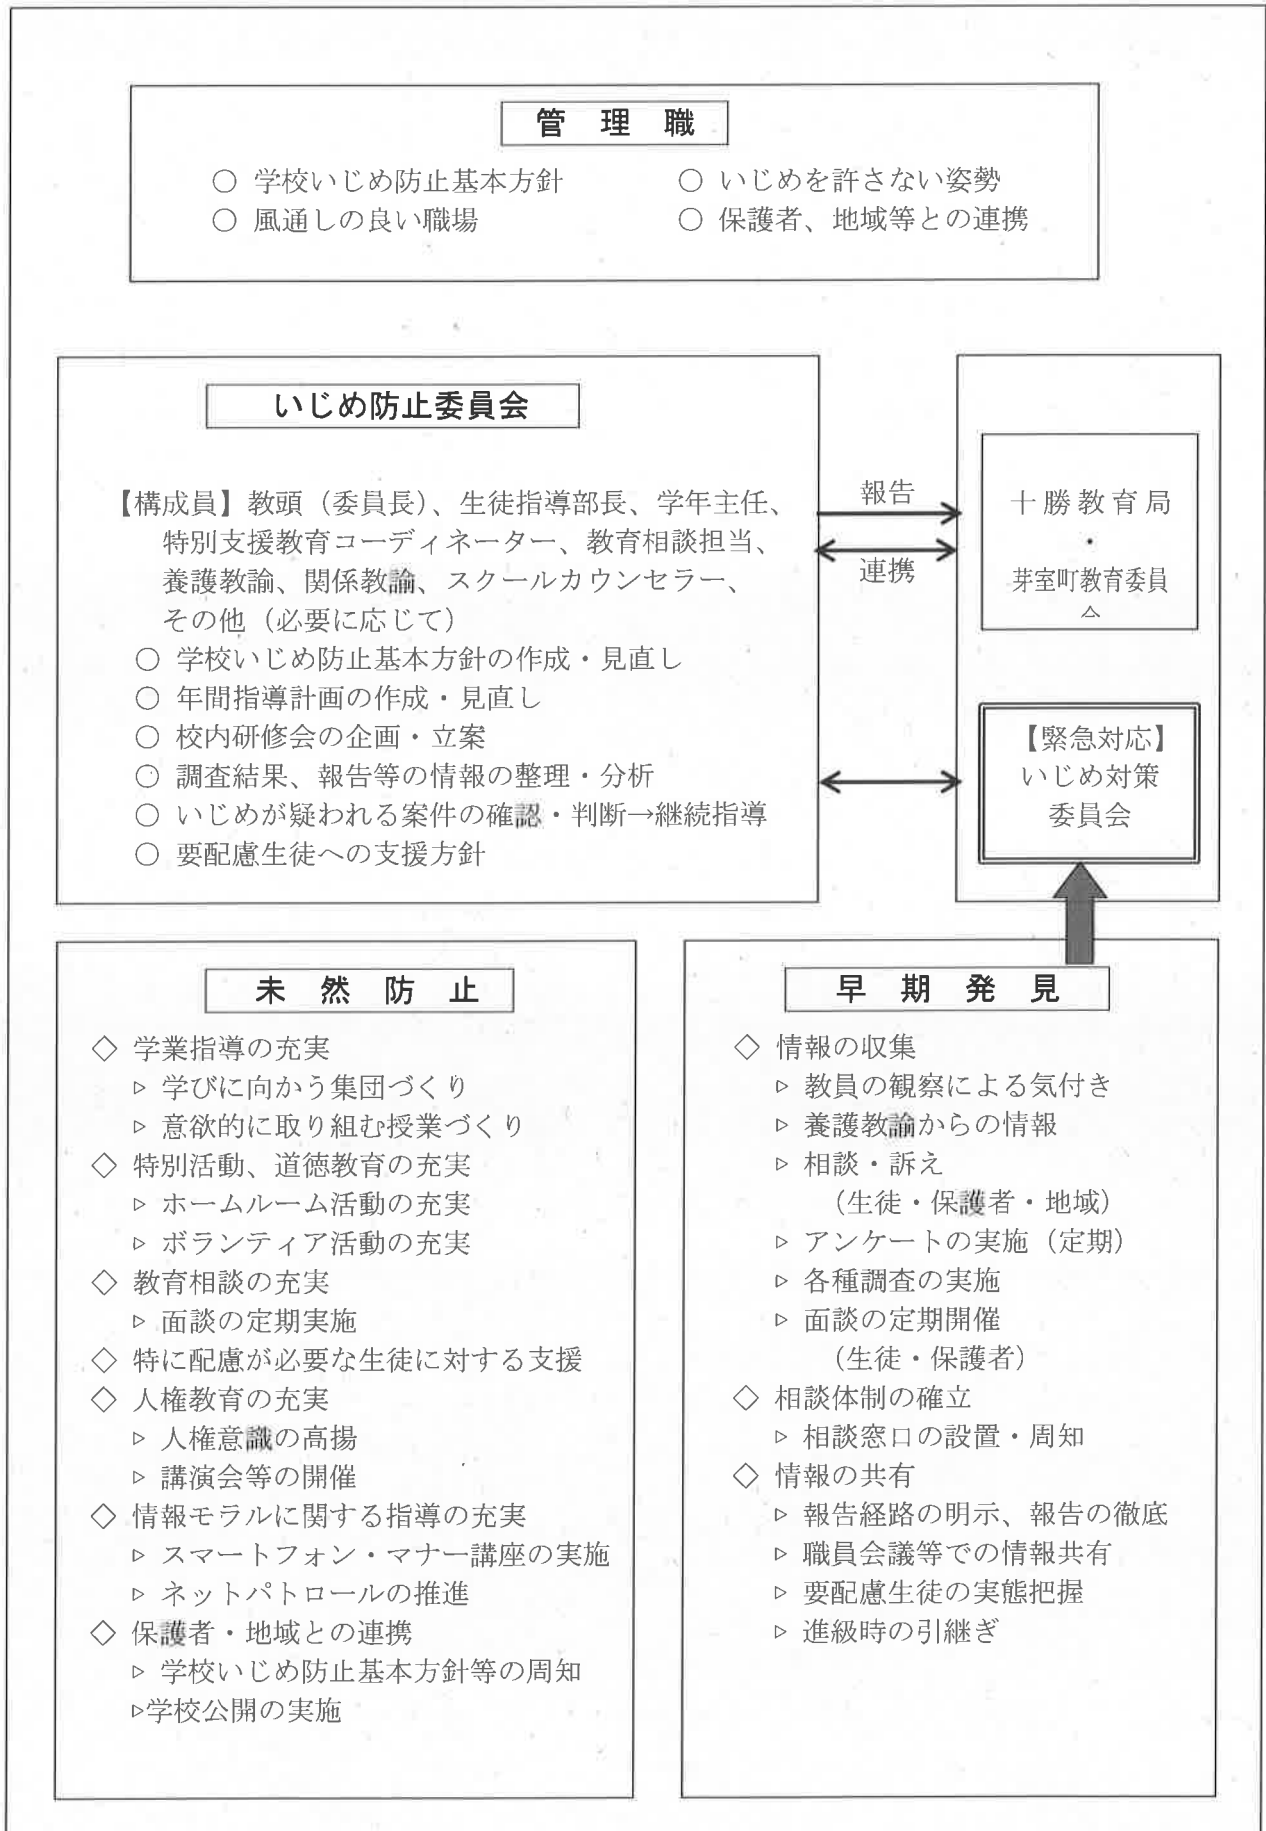 管理職
○ 学校いじめ防止基本方針　○ いじめを許さない姿勢
○ 風通しの良い職場　○ 保護者、地域等との連携
いじめ防止委員会
【構成員】教頭（委員長）、生徒指導部長、学年主任、
特別支援教育コーディネーター、教育相談担当、
養護教諭、関係教諭、スクールカウンセラー、
その他（必要に応じて）
○ 学校いじめ防止基本方針の作成・見直し
○ 年間指導計画の作成・見直し
○ 校内研修会の企画・立案
○ 調査結果、報告等の情報の整理・分析
○ いじめが疑われる案件の確認・判断→継続指導
○ 要配慮生徒への支援方針
報告
連携
十勝教育局
・
芽室町教育委員
会
【緊急対応】
いじめ対策
委員会
未然防止
◇ 学業指導の充実
▹ 学びに向かう集団づくり
▹ 意欲的に取り組む授業づくり
◇ 特別活動、道徳教育の充実
▹ ホームルーム活動の充実
▹ ボランティア活動の充実
◇ 教育相談の充実
▹ 面談の定期実施
◇ 特に配慮が必要な生徒に対する支援
◇ 人権教育の充実
▹ 人権意識の高揚
▹ 講演会等の開催
◇ 情報モラルに関する指導の充実
▹ スマートフォン・マナー講座の実施
▹ ネットパトロールの推進
◇ 保護者・地域との連携
▹ 学校いじめ防止基本方針等の周知
▹学校公開の実施
早期発見
◇ 情報の収集
▹ 教員の観察による気付き
▹ 養護教諭からの情報
▹ 相談・訴え
（生徒・保護者・地域）
▹ アンケートの実施（定期）
▹ 各種調査の実施
▹ 面談の定期開催
（生徒・保護者）
◇ 相談体制の確立
▹ 相談窓口の設置・周知
◇ 情報の共有
▹ 報告経路の明示、報告の徹底
▹ 職員会議等での情報共有
▹ 要配慮生徒の実態把握
▹ 進級時の引継ぎ